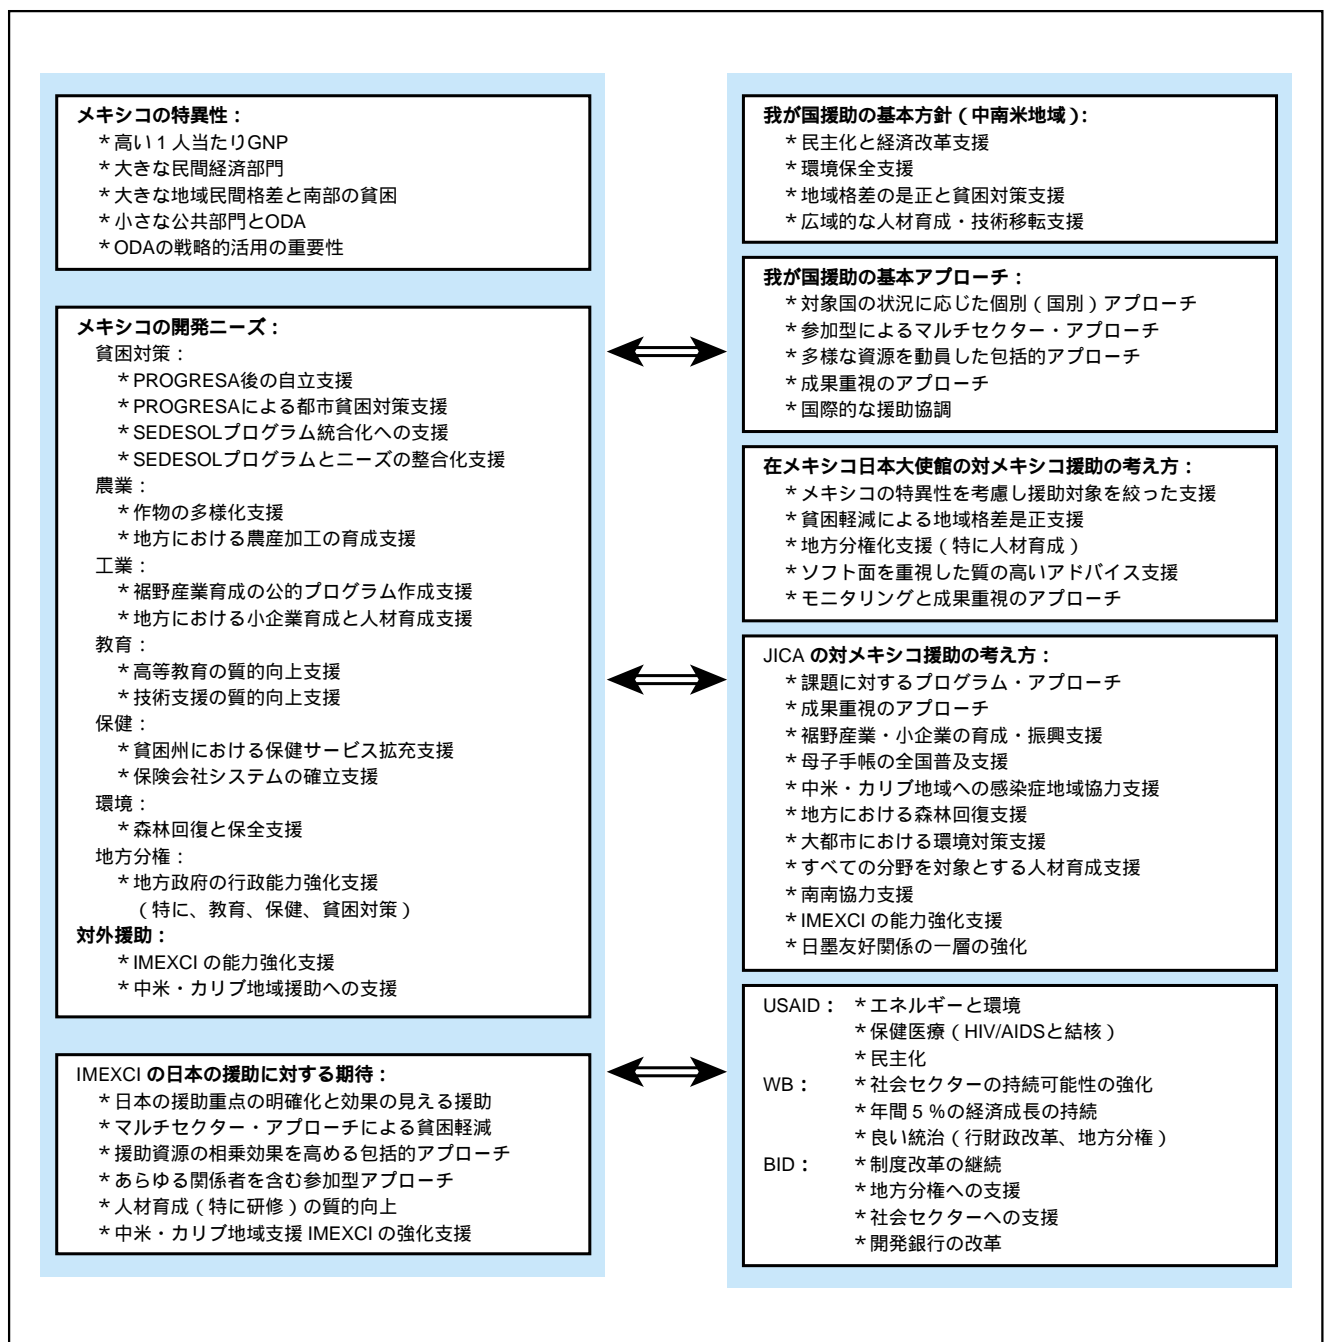 メキシコの特異性：
＊高い１人当たりGNP
＊大きな民間経済部門
＊大きな地域民間格差と南部の貧困
＊小さな公共部門とODA
＊ODAの戦略的活用の重要性
メキシコの開発ニーズ：
貧困対策：
＊PROGRESA後の自立支援
＊PROGRESAによる都市貧困対策支援
＊SEDESOLプログラム統合化への支援
＊SEDESOLプログラムとニーズの整合化支援
農業：
＊作物の多様化支援
＊地方における農産加工の育成支援
工業：
＊裾野産業育成の公的プログラム作成支援
＊地方における小企業育成と人材育成支援
教育：
＊高等教育の質的向上支援
＊技術支援の質的向上支援
保健：
＊貧困州における保健サービス拡充支援
＊保険会社システムの確立支援
環境：
＊森林回復と保全支援
地方分権：
＊地方政府の行政能力強化支援
（特に、教育、保健、貧困対策）
対外援助：
＊IMEXCI の能力強化支援
＊中米・カリブ地域援助への支援
IMEXCI の日本の援助に対する期待：
＊日本の援助重点の明確化と効果の見える援助
＊マルチセクター・アプローチによる貧困軽減
＊援助資源の相乗効果を高める包括的アプローチ
＊あらゆる関係者を含む参加型アプローチ
＊人材育成（特に研修）の質的向上
＊中米・カリブ地域支援 IMEXCI の強化支援
我が国援助の基本方針（中南米地域）：
＊民主化と経済改革支援
＊環境保全支援
＊地域格差の是正と貧困対策支援
＊広域的な人材育成・技術移転支援
我が国援助の基本アプローチ：
＊対象国の状況に応じた個別（国別）アプローチ
＊参加型によるマルチセクター・アプローチ
＊多様な資源を動員した包括的アプローチ
＊成果重視のアプローチ
＊国際的な援助協調
在メキシコ日本大使館の対メキシコ援助の考え方：
＊メキシコの特異性を考慮し援助対象を絞った支援
＊貧困軽減による地域格差是正支援
＊地方分権化支援（特に人材育成）
＊ソフト面を重視した質の高いアドバイス支援
＊モニタリングと成果重視のアプローチ
JICA の対メキシコ援助の考え方：
＊課題に対するプログラム・アプローチ
＊成果重視のアプローチ
＊裾野産業・小企業の育成・振興支援
＊母子手帳の全国普及支援
＊中米・カリブ地域への感染症地域協力支援
＊地方における森林回復支援
＊大都市における環境対策支援
＊すべての分野を対象とする人材育成支援
＊南南協力支援
＊IMEXCI の能力強化支援
＊日墨友好関係の一層の強化
USAID： ＊エネルギーと環境
＊保健医療（HIV/AIDSと結核）
＊民主化
WB： ＊社会セクターの持続可能性の強化
＊年間５％の経済成長の持続
＊良い統治（行財政改革、地方分権）
BID： ＊制度改革の継続
＊地方分権への支援
＊社会セクターへの支援
＊開発銀行の改革